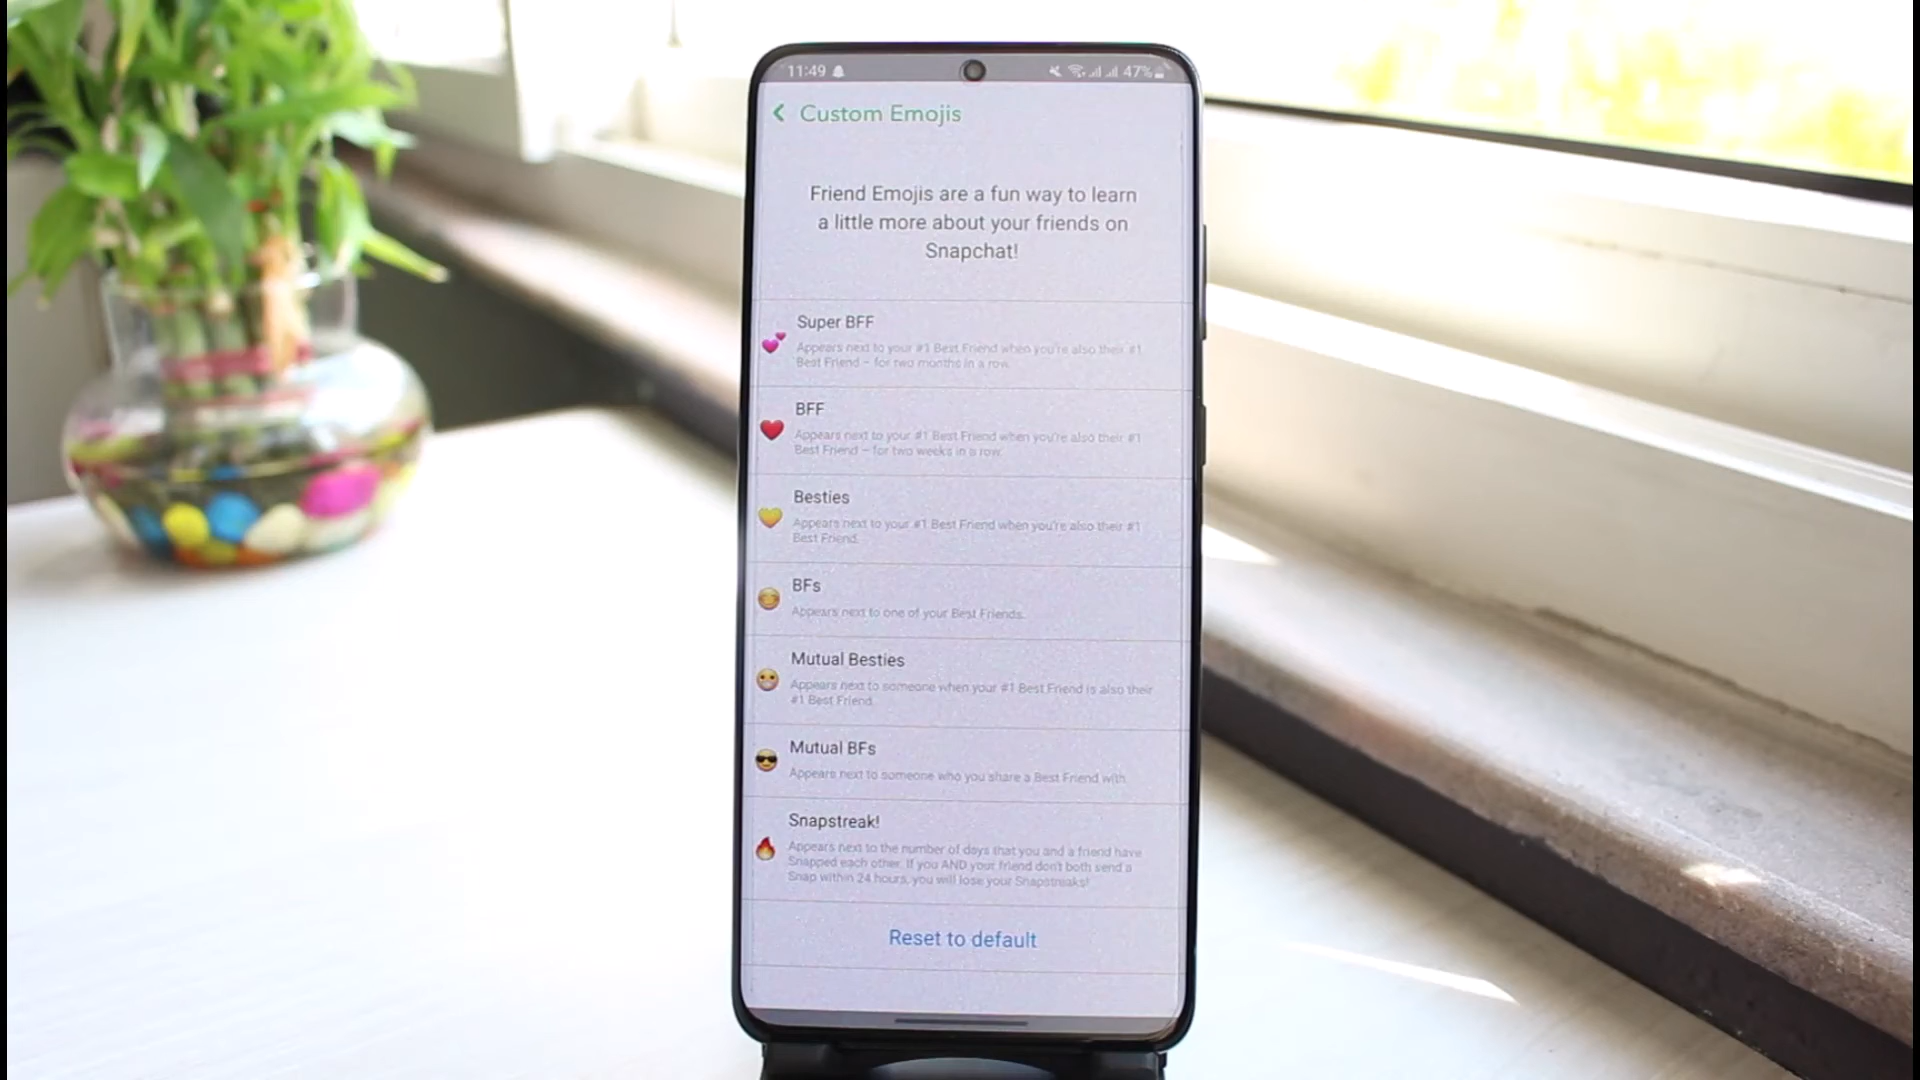 11:49 47%
Custom Emojis
Friend Emojis are a fun way to learn
a little more about your friends on
Snapchat!
Super BFF
Appears next to your #1 Best Friend when you're also their #1
Best Friend – for two months in a row.
BFF
Appears next to your #1 Best Friend when you're also their #1
Best Friend – for two weeks in a row.
Besties
Appears next to your #1 Best Friend when you're also their #1
Best Friend.
BFs
Appears next to one of your Best Friends.
Mutual Besties
Appears next to someone when your #1 Best Friend is also their
#1 Best Friend.
Mutual BFs
Appears next to someone who you share a Best Friend with.
Snapstreak!
Appears next to the number of days that you and a friend have
Snapped each other. If you AND your friend don't both send a
Snap within 24 hours, you will lose your Snapstreaks!
Reset to default